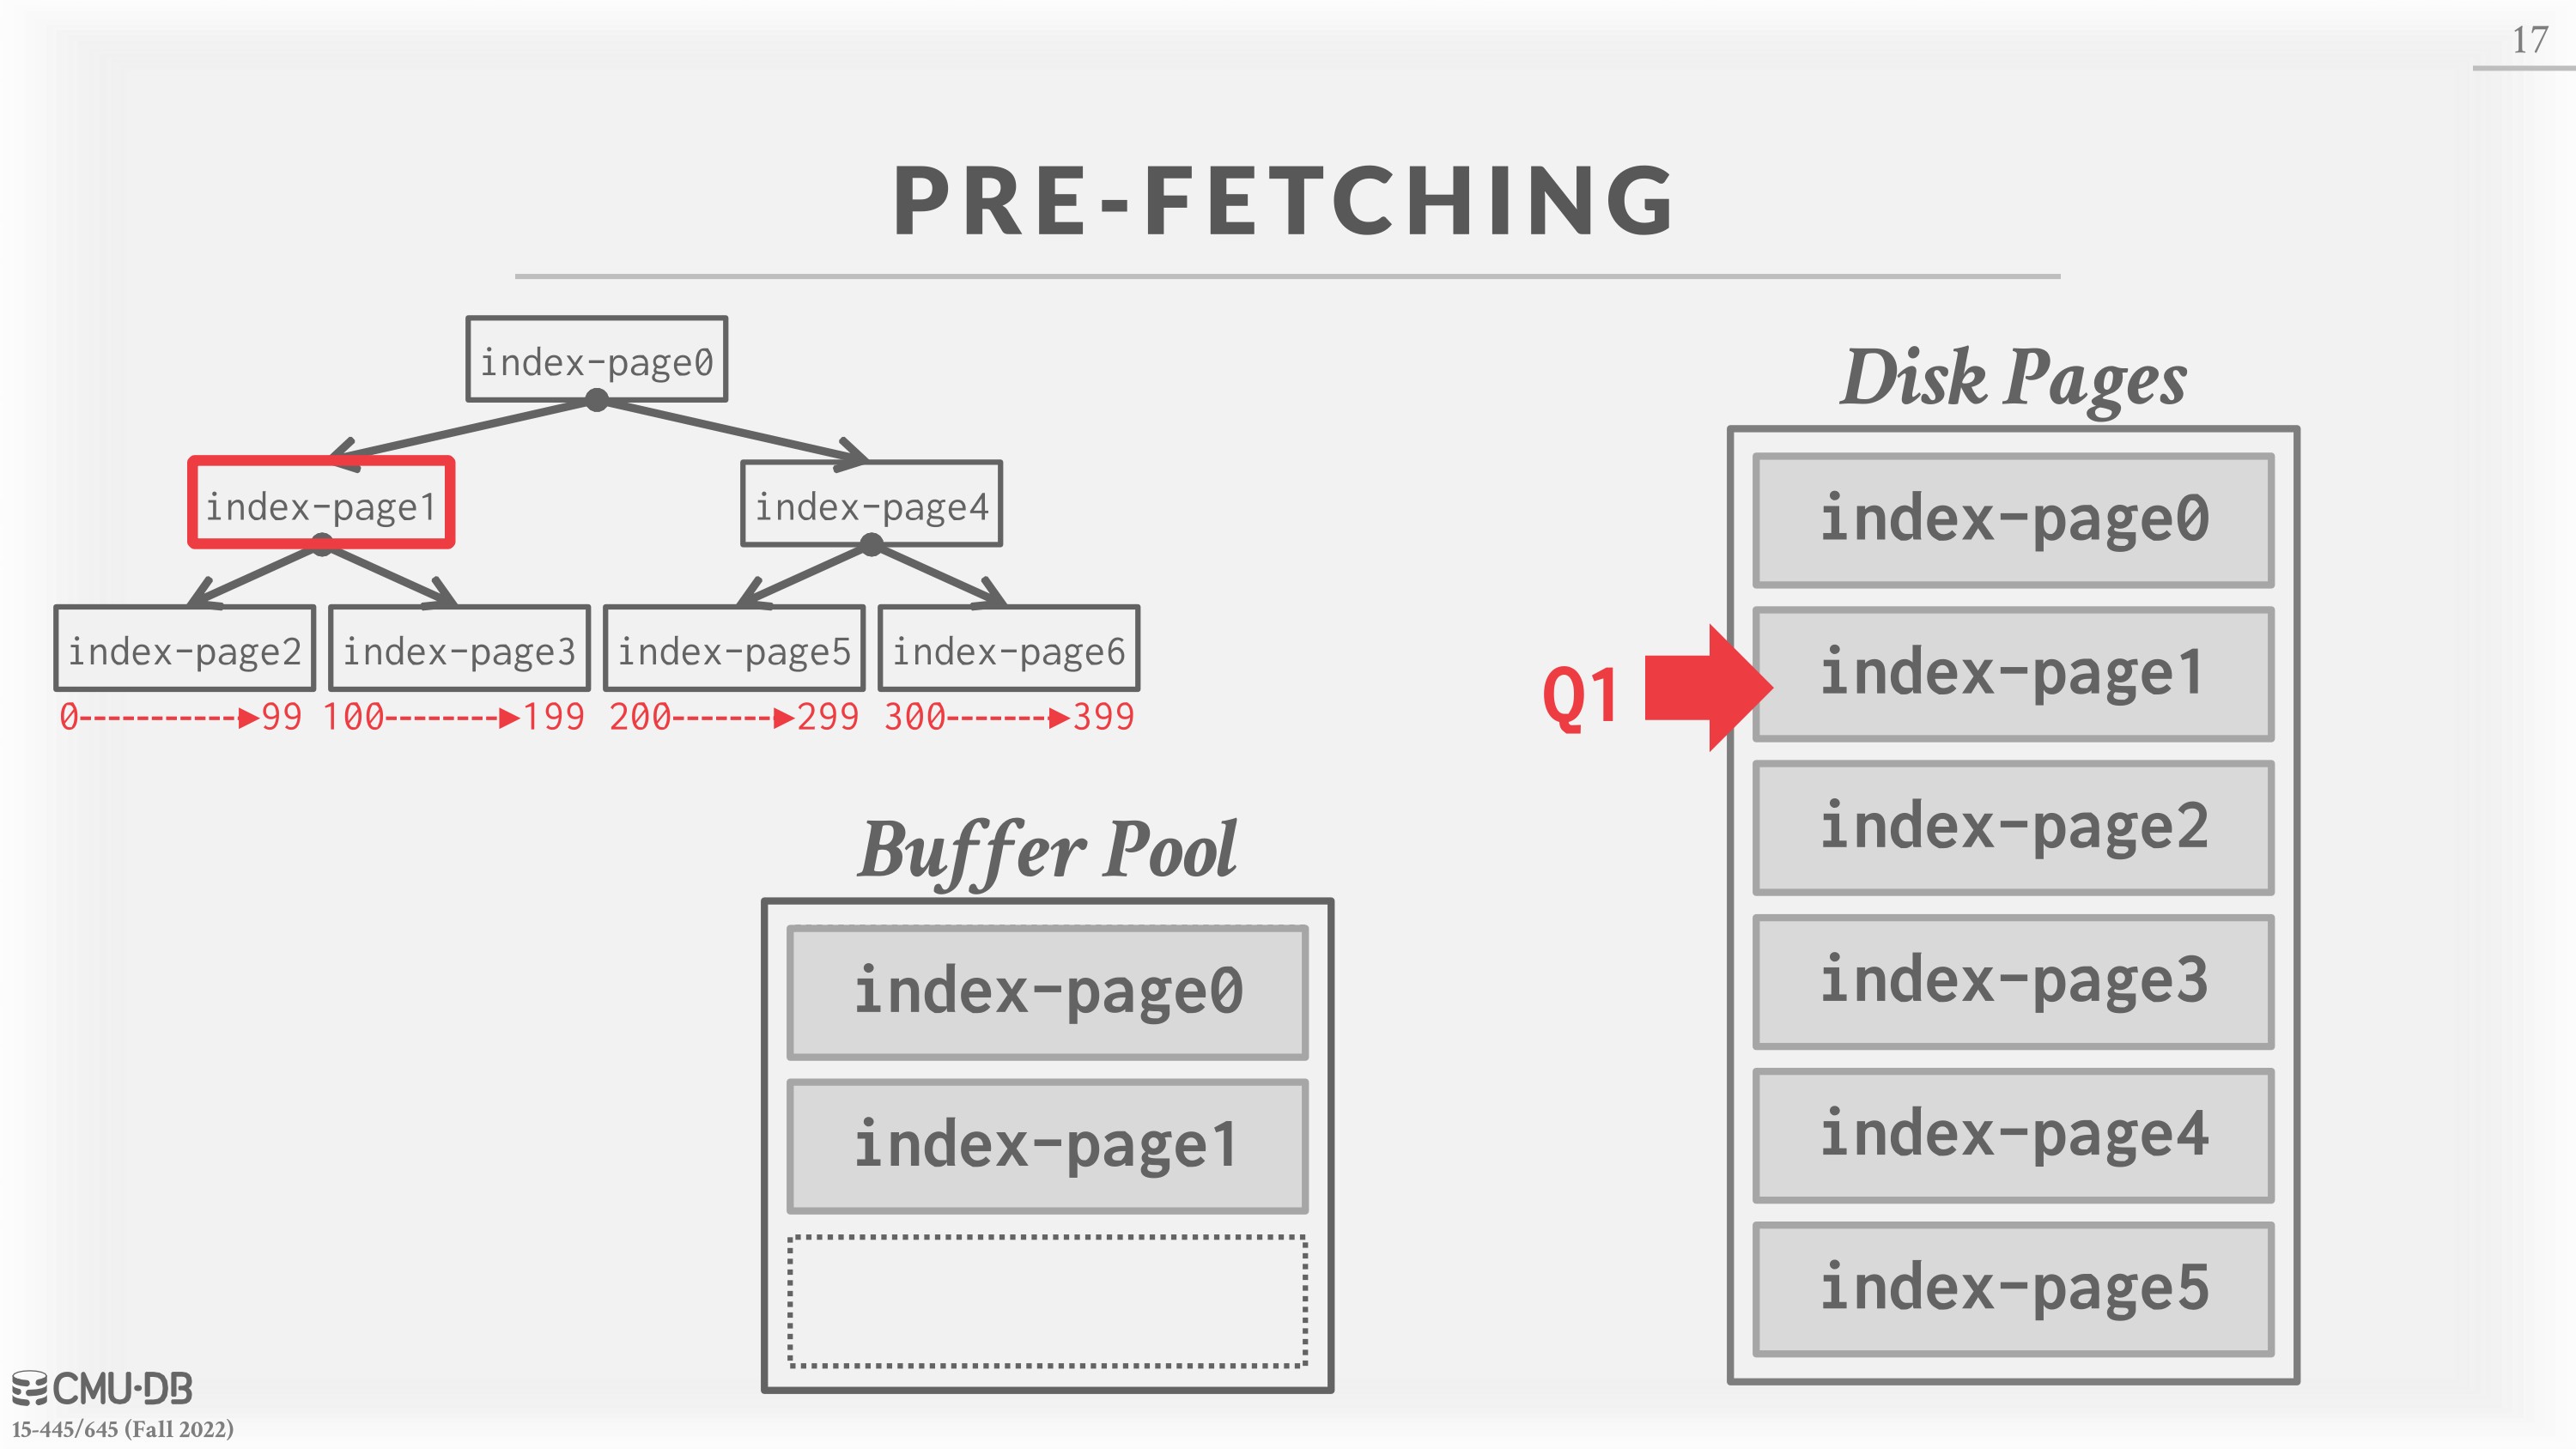 17
PRE-FETCHING
index-page0
index-page1
index-page4
index-page2
index-page3
index-page5
index-page6
0 99
100 199
200 299
300 399
Buffer Pool
index-page0
index-page1
Q1
Disk Pages
index-page0
index-page1
index-page2
index-page3
index-page4
index-page5
CMU·DB
15-445/645 (Fall 2022)